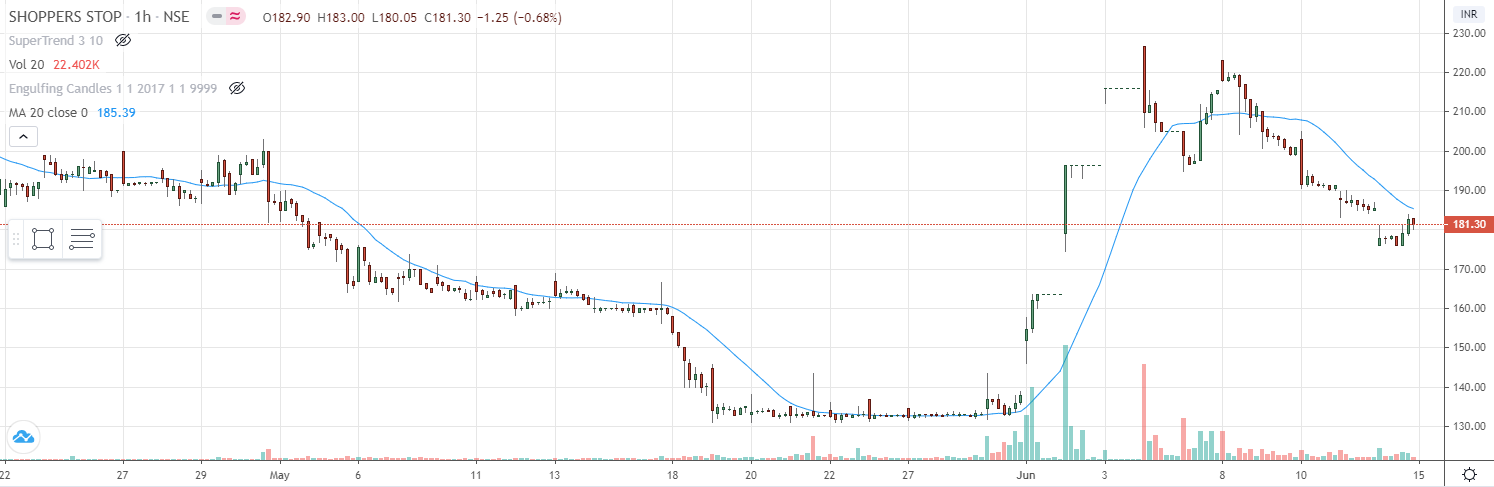 SHOPPERS STOP · 1h · NSE O182.90 H183.00 L180.05 C181.30 −1.25 (−0.68%)
INR
SuperTrend 3 10
Vol 20 22.402K
Engulfing Candles 1 1 2017 1 1 9999
MA 20 close 0 185.39
230.00
220.00
210.00
200.00
190.00
181.30
170.00
160.00
150.00
140.00
130.00
22 27 29 May 6 11 13 18 20 22 27 Jun 3 8 10 15